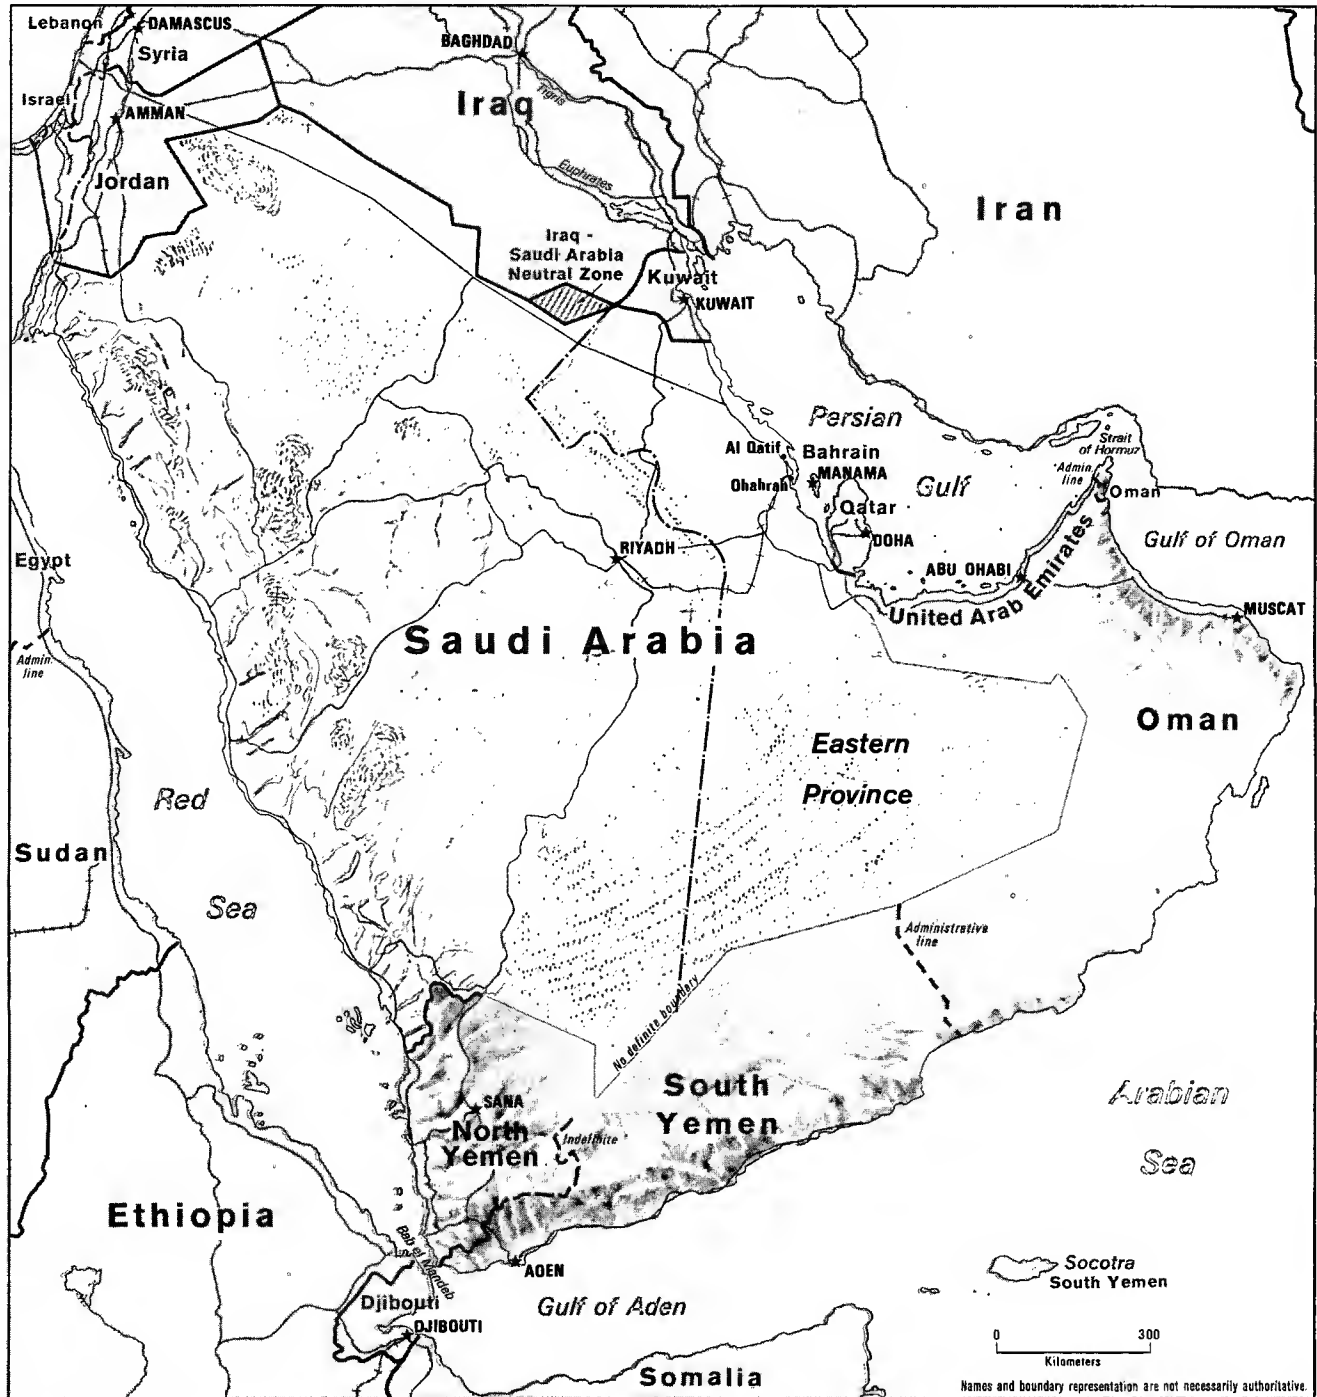 Lebanon
DAMASCUS
Syria
BAGHDAD
Israel
AMMAN
Iraq
Tigris
Jordan
Euphrates
Iran
Iraq -
Saudi Arabia
Neutral Zone
Kuwait
KUWAIT
Persian
Gulf
Strait
of Hormuz
Al Qatif
Bahrain
MANAMA
Ohahran
Admin.
line
Oman
Qatar
DOHA
Gulf of Oman
RIYADH
Egypt
ABU OHABI
United Arab Emirates
MUSCAT
Admin.
line
Saudi Arabia
Oman
Eastern
Province
Red
Sea
Sudan
Administrative
line
No definite boundary
South
Yemen
Arabian
Sea
SANA
North
Yemen
Indefinite
Ethiopia
Bab el Mandeb
AOEN
Gulf of Aden
Socotra
South Yemen
Djibouti
DJIBOUTI
Somalia
0 300
Kilometers
Names and boundary representation are not necessarily authoritative.